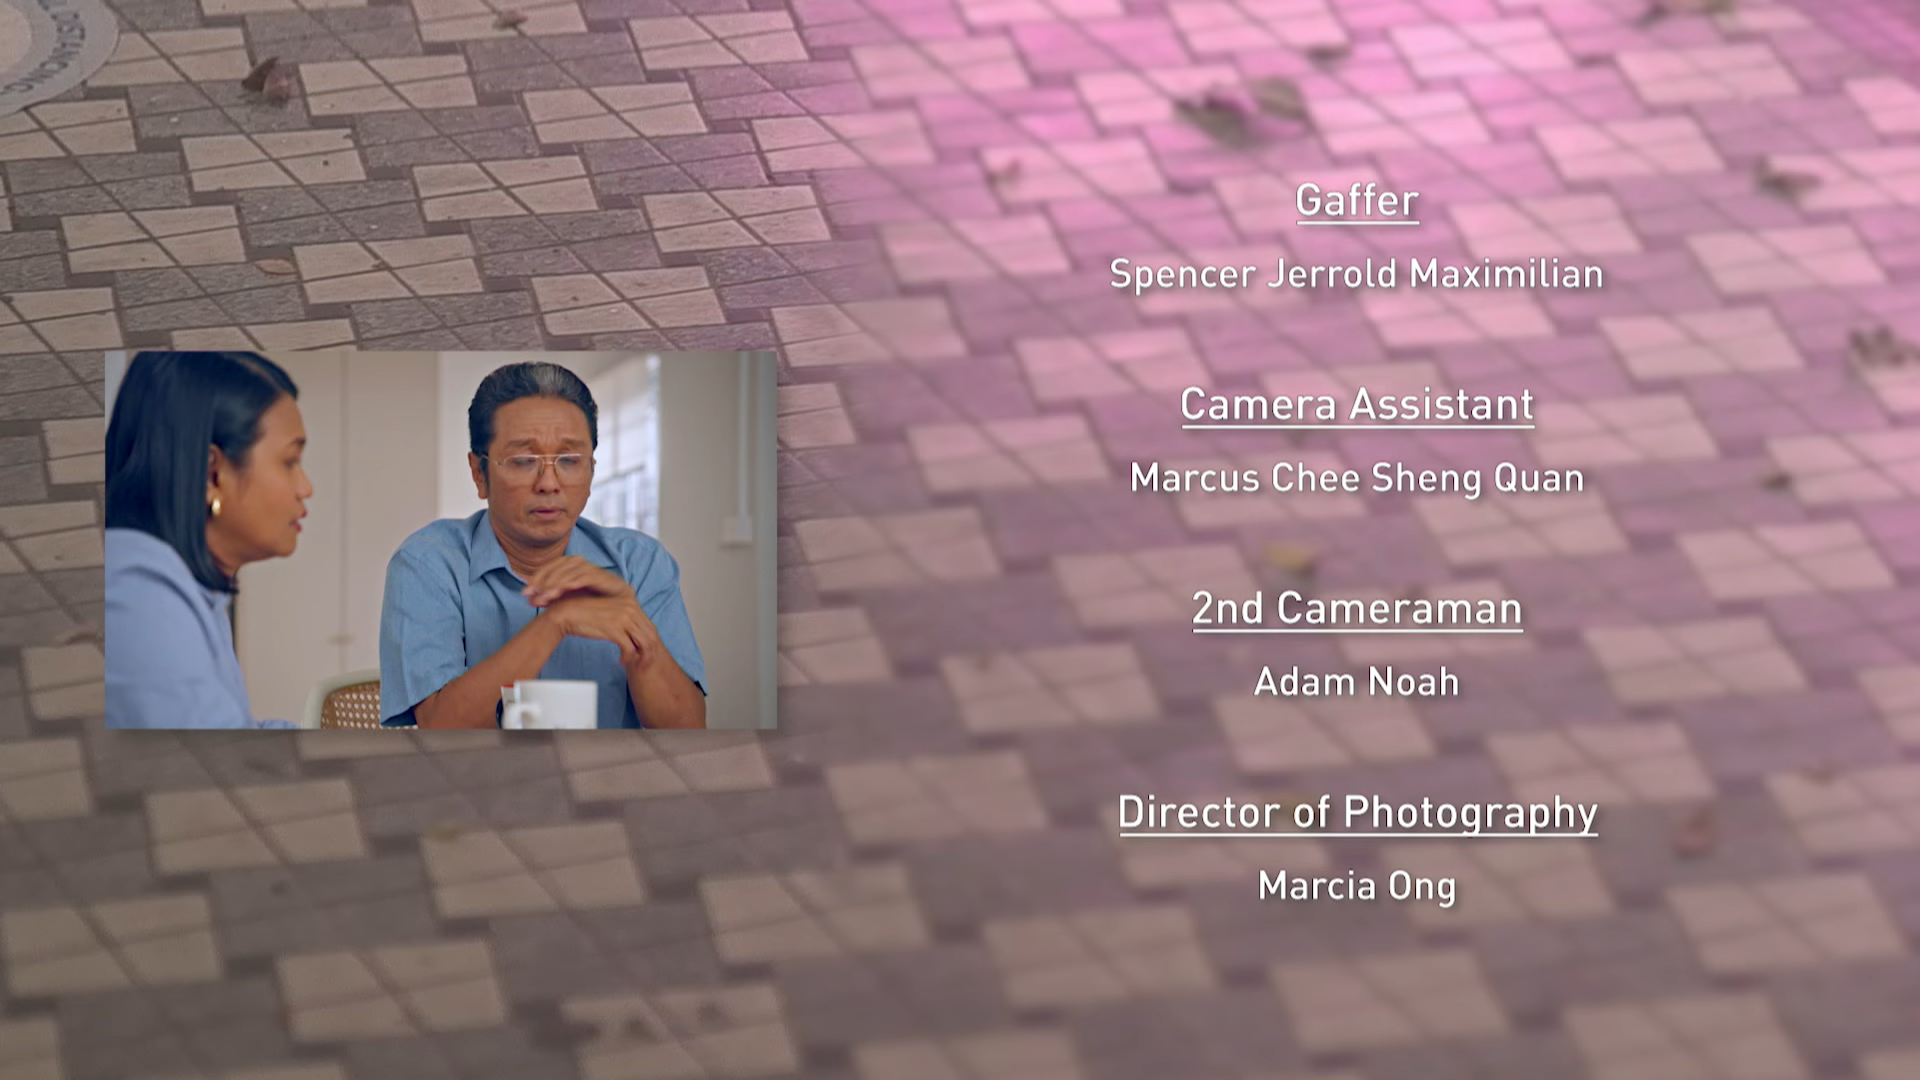 DISTANCING
Gaffer
Spencer Jerrold Maximilian
Camera Assistant
Marcus Chee Sheng Quan
2nd Cameraman
Adam Noah
Director of Photography
Marcia Ong